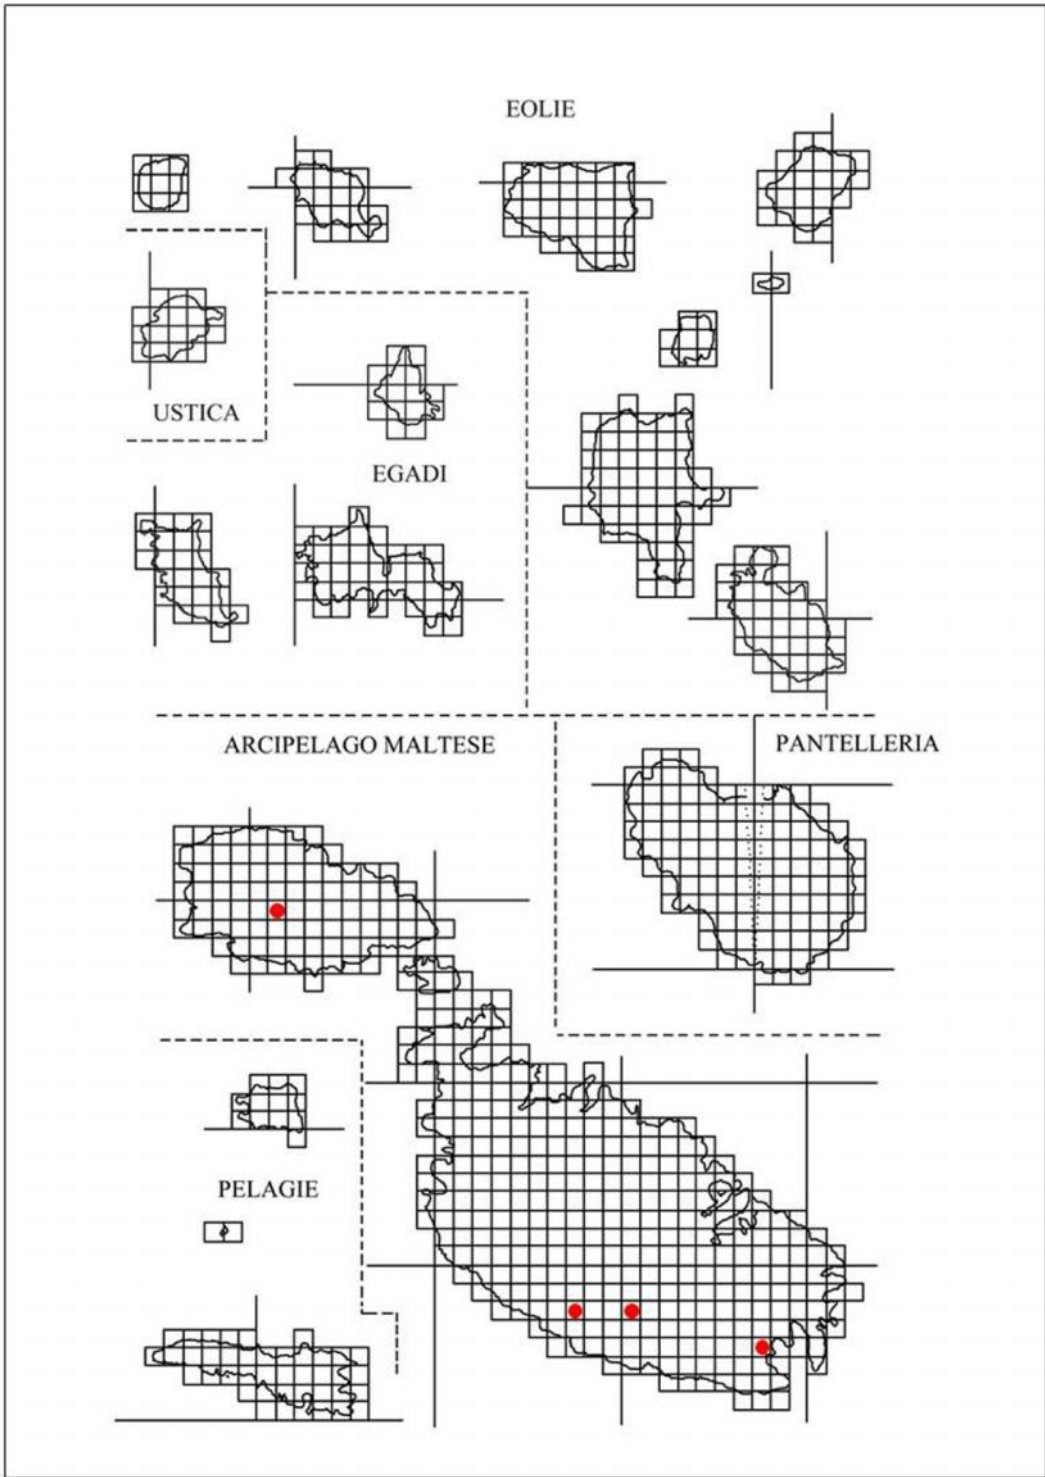 EOLIE
USTICA
EGADI
ARCIPELAGO MALTESE
PANTELLERIA
PELAGIE